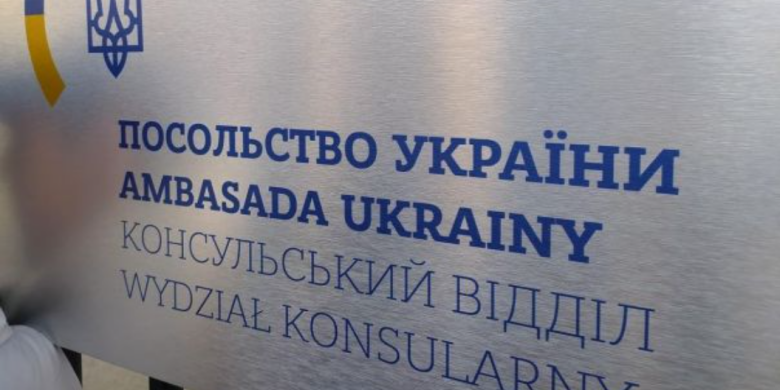 ПОСОЛЬСТВО УКРАЇНИ
AMBASADA UKRAINY
КОНСУЛЬСЬКИЙ ВІДДІЛ
WYDZIAŁ KONSULARNY